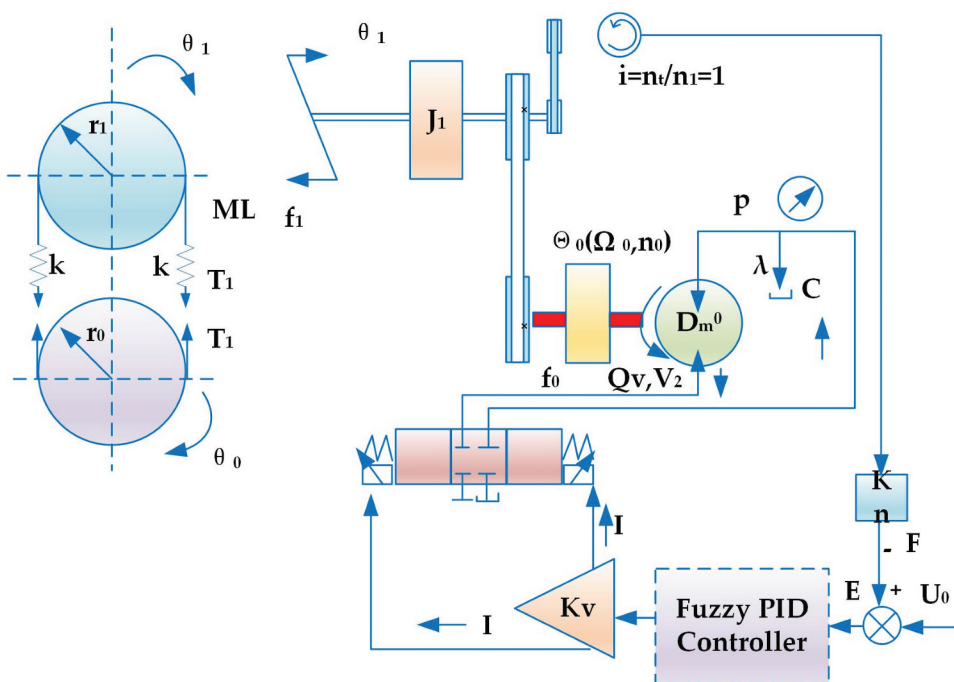 θ 1
r1
ML
k
k
T1
T1
r0
θ 0
θ 1
J1
f1
i=nt/n1=1
p
Θ 0(Ω 0,n0)
λ
C
Dm0
f0
Qv,V2
I
I
Kv
Fuzzy PID
Controller
K
n
- F
E
+
U0